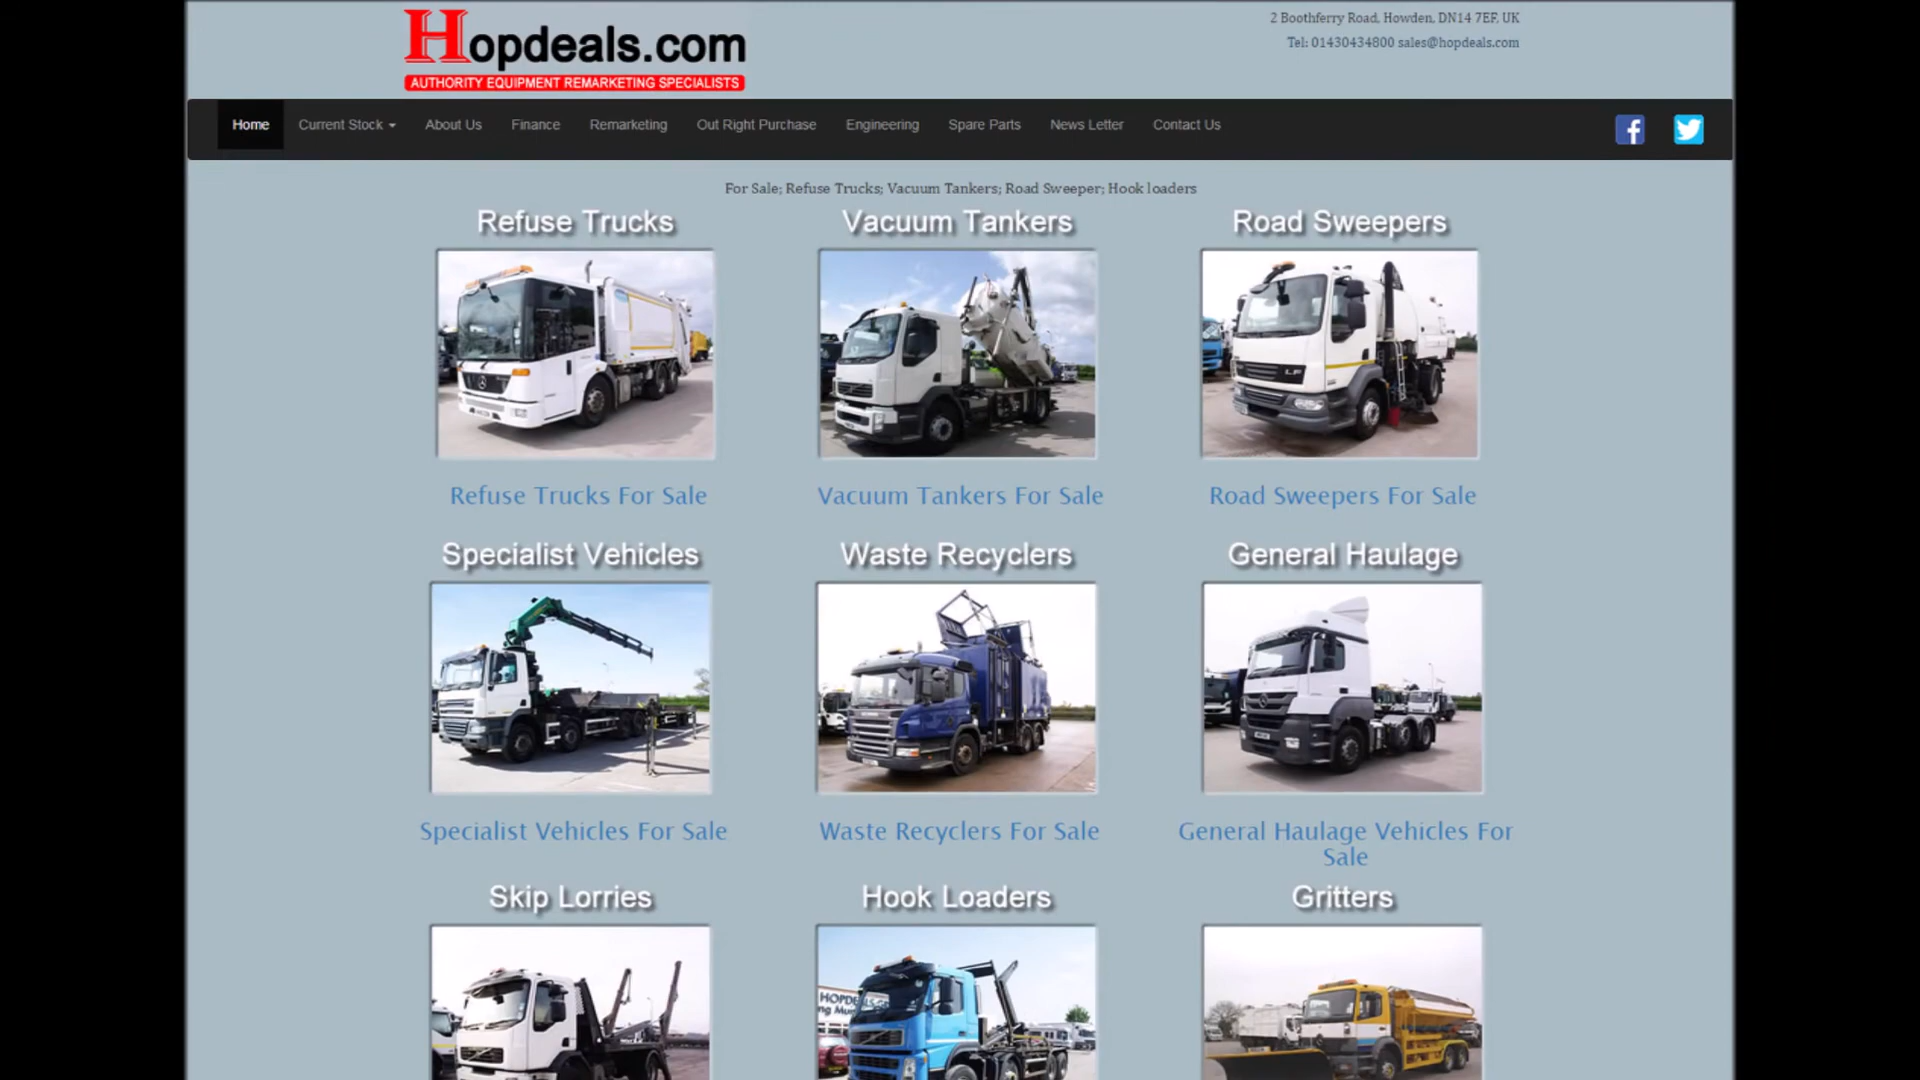 Hopdeals.com
AUTHORITY EQUIPMENT REMARKETING SPECIALISTS
2 Boothferry Road, Howden, DN14 7EF, UK
Tel: 01430434800 sales@hopdeals.com
Home Current Stock About Us Finance Remarketing Out Right Purchase Engineering Spare Parts News Letter Contact Us
For Sale; Refuse Trucks; Vacuum Tankers; Road Sweeper; Hook loaders
Refuse Trucks Vacuum Tankers Road Sweepers
LF
Refuse Trucks For Sale Vacuum Tankers For Sale Road Sweepers For Sale
Specialist Vehicles Waste Recyclers General Haulage
Specialist Vehicles For Sale Waste Recyclers For Sale General Haulage Vehicles For
Sale
Skip Lorries Hook Loaders Gritters
HOPDEALS